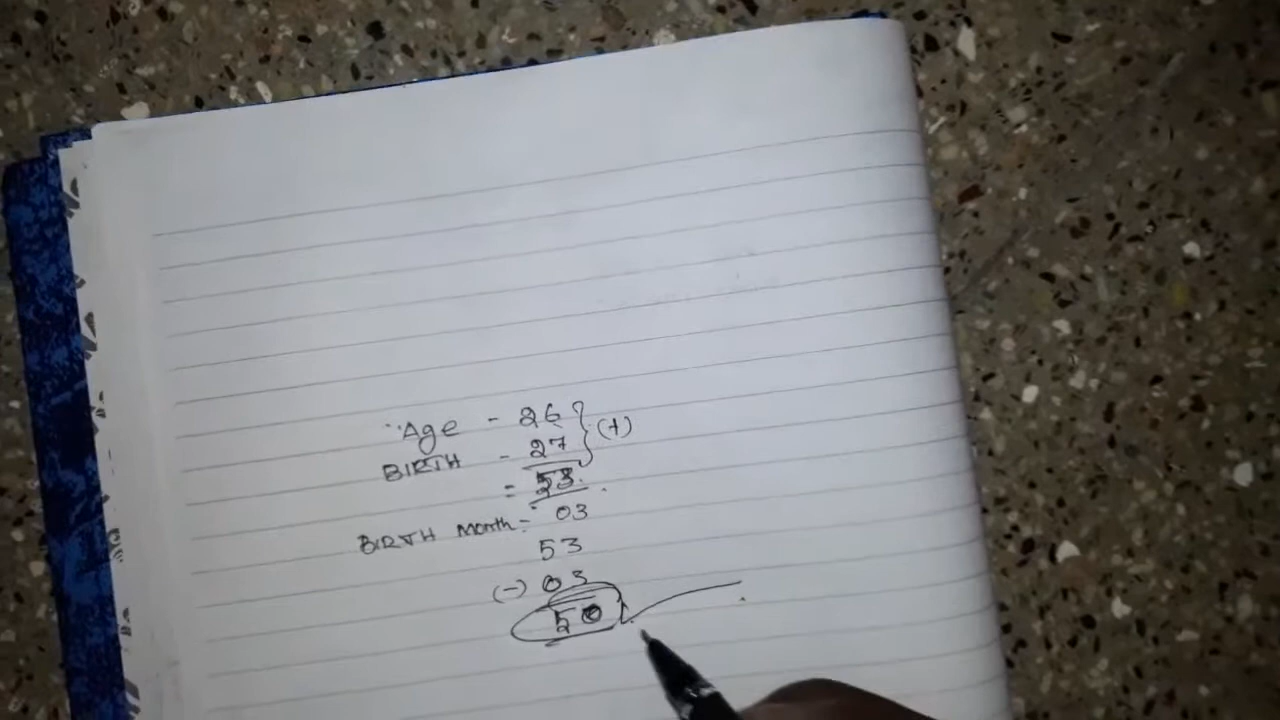 Age - 26 } (+)
BIRTH - 27
= 53
BIRTH Month - 03
53
(-) 03
50